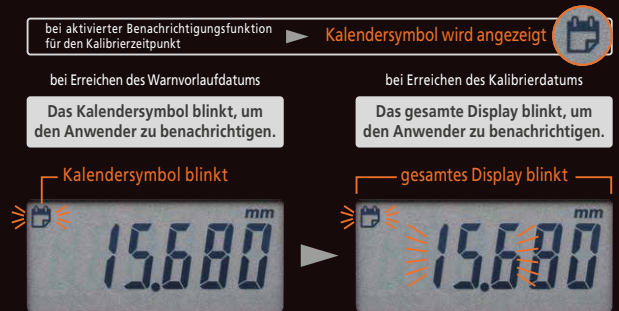 bei aktivierter Benachrichtigungsfunktion
für den Kalibrierzeitpunkt
Kalendersymbol wird angezeigt
bei Erreichen des Warnvorlaufdatums
Das Kalendersymbol blinkt, um
den Anwender zu benachrichtigen.
Kalendersymbol blinkt
mm
15.680
bei Erreichen des Kalibrierdatums
Das gesamte Display blinkt, um
den Anwender zu benachrichtigen.
gesamtes Display blinkt
mm
15.680